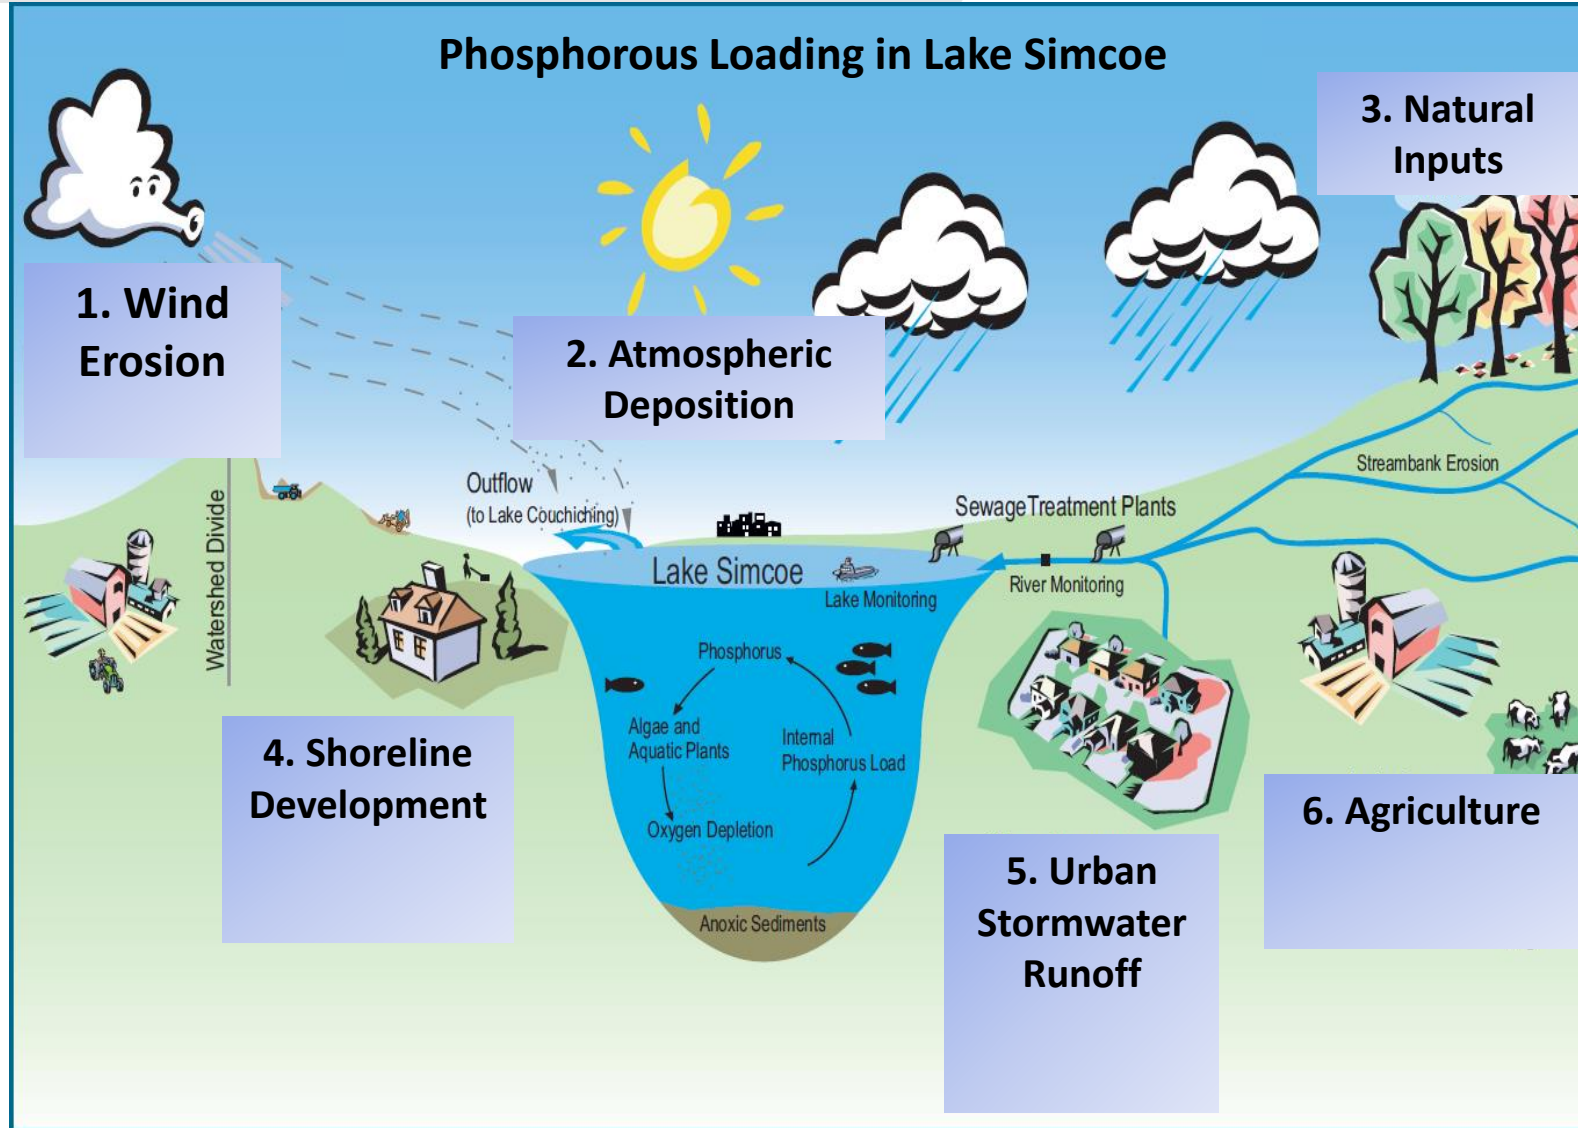 Phosphorous Loading in Lake Simcoe
3. Natural
Inputs
1. Wind
Erosion
2. Atmospheric
Deposition
Streambank Erosion
Outflow
(to Lake Couchiching)
Sewage Treatment Plants
Watershed Divide
Lake Simcoe
Lake Monitoring
River Monitoring
Phosphorus
Algae and
Aquatic Plants
Internal
Phosphorus Load
Oxygen Depletion
Anoxic Sediments
4. Shoreline
Development
5. Urban
Stormwater
Runoff
6. Agriculture